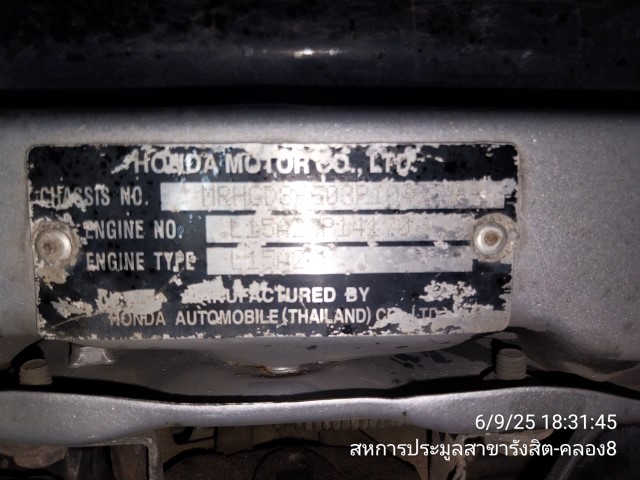 HONDA MOTOR CO., LTD.
CHASSIS NO.
ENGINE NO.
ENGINE TYPE
MANUFACTURED BY
HONDA AUTOMOBILE (THAILAND) CO., LTD.
6/9/25 18:31:45
สหการประมูลสาขารังสิต-คลอง8